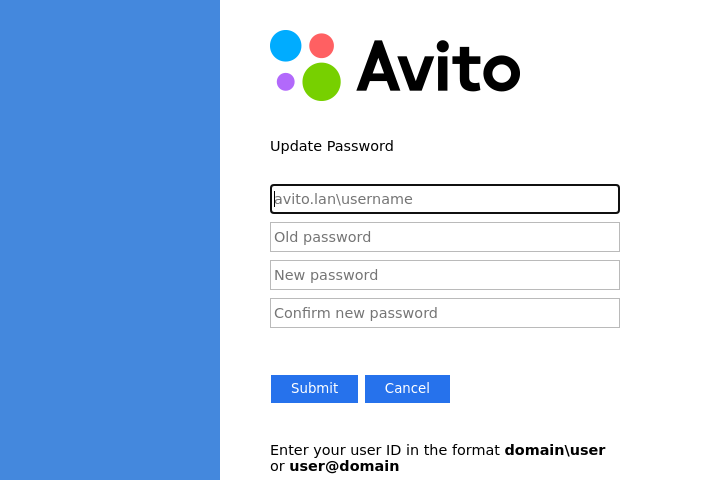 Avito
Update Password
avito.lan\username
Old password
New password
Confirm new password
Submit Cancel
Enter your user ID in the format domain\user
or user@domain